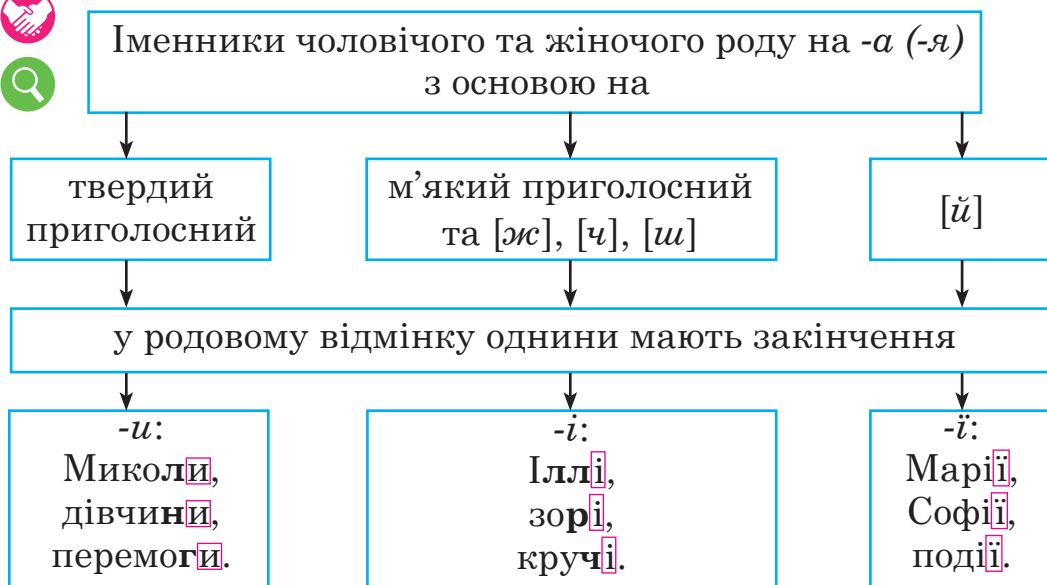 Іменники чоловічого та жіночого роду на -а (-я)
з основою на
твердий
приголосний
м’який приголосний
та [ж], [ч], [ш]
[й]
у родовому відмінку однини мають закінчення
-и:
Миколи,
дівчини,
перемоги.
-і:
Іллі,
зорі,
кручі.
-ї:
Марії,
Софії,
події.